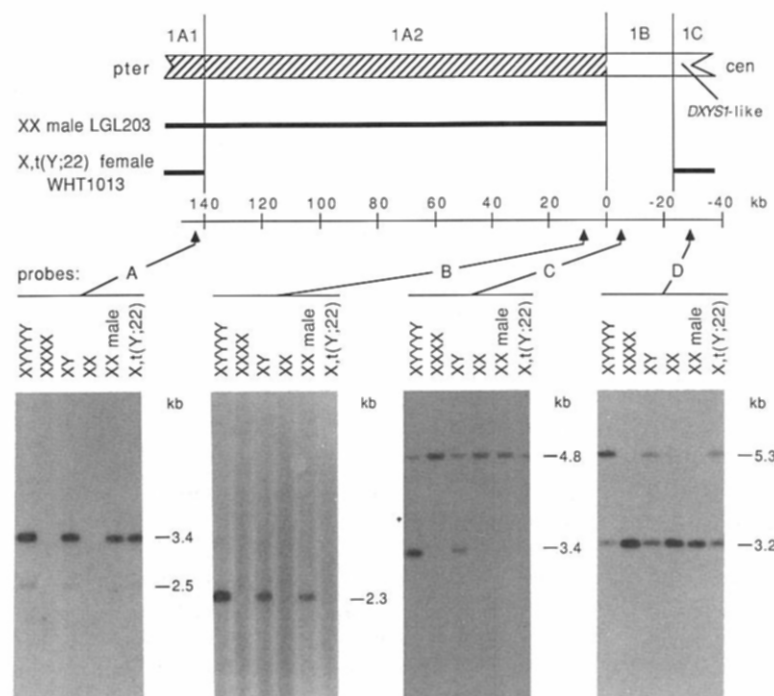 1A1 1A2 1B 1C
pter cen
DXYS1-like
XX male LGL203
X,t(Y;22) female
WHT1013
140 120 100 80 60 40 20 0 -20 -40 kb
probes: A B C D
XYYYY XXXX XY XX XX male X,t(Y;22)
XYYYY XXXX XY XX XX male X,t(Y;22)
XYYYY XXXX XY XX XX male X,t(Y;22)
XYYYY XXXX XY XX XX male X,t(Y;22)
kb kb kb kb
—4.8 —5.3
—3.4 —3.4 —3.2
—2.5 —2.3